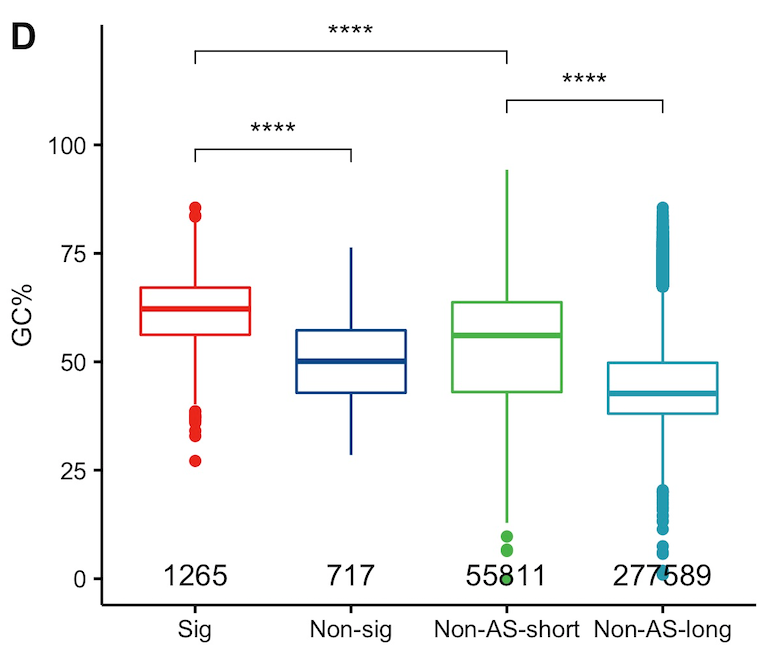 D
****
****
****
GC%
100
75
50
25
0
1265 717 55811 277589
Sig Non-sig Non-AS-short Non-AS-long